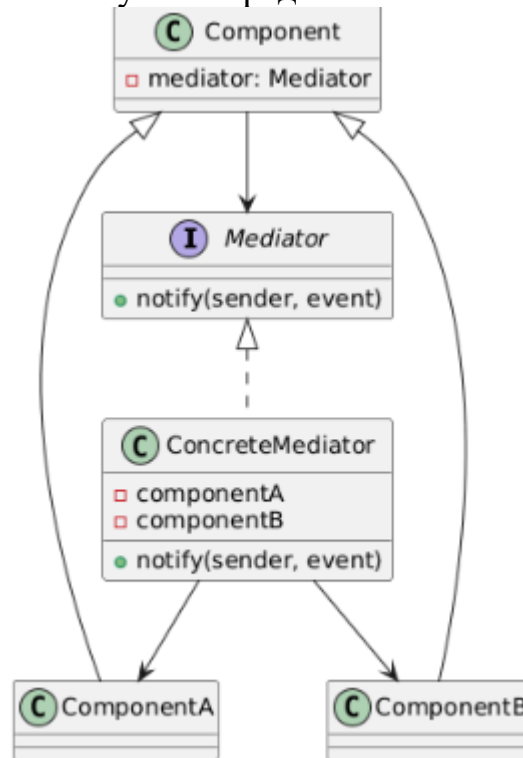 C Component
mediator: Mediator
I Mediator
notify(sender, event)
C ConcreteMediator
componentA
componentB
notify(sender, event)
C ComponentA
C ComponentB